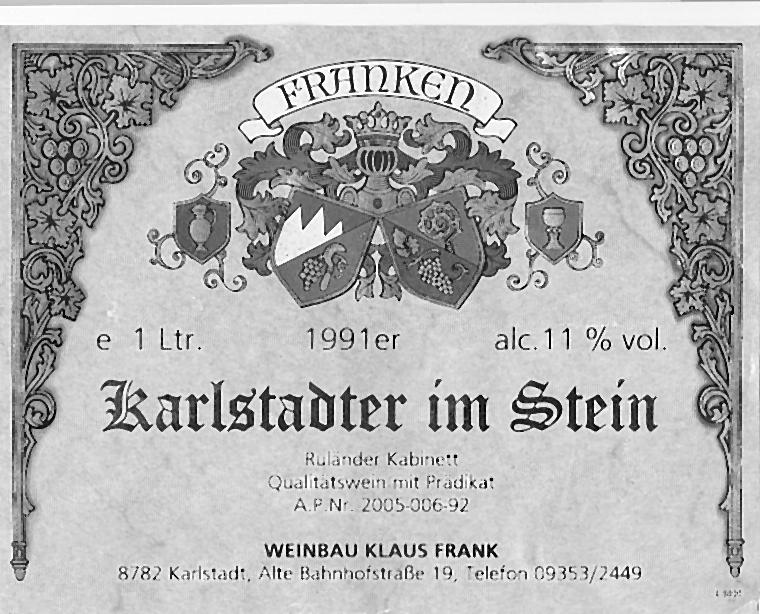 FRANKEN
e 1 Ltr. 1991er alc.11 % vol.
Karlstadter im Stein
Ruländer Kabinett
Qualitätswein mit Prädikat
A.P.Nr. 2005-006-92
WEINBAU KLAUS FRANK
8782 Karlstadt, Alte Bahnhofstraße 19, Telefon 09353/2449